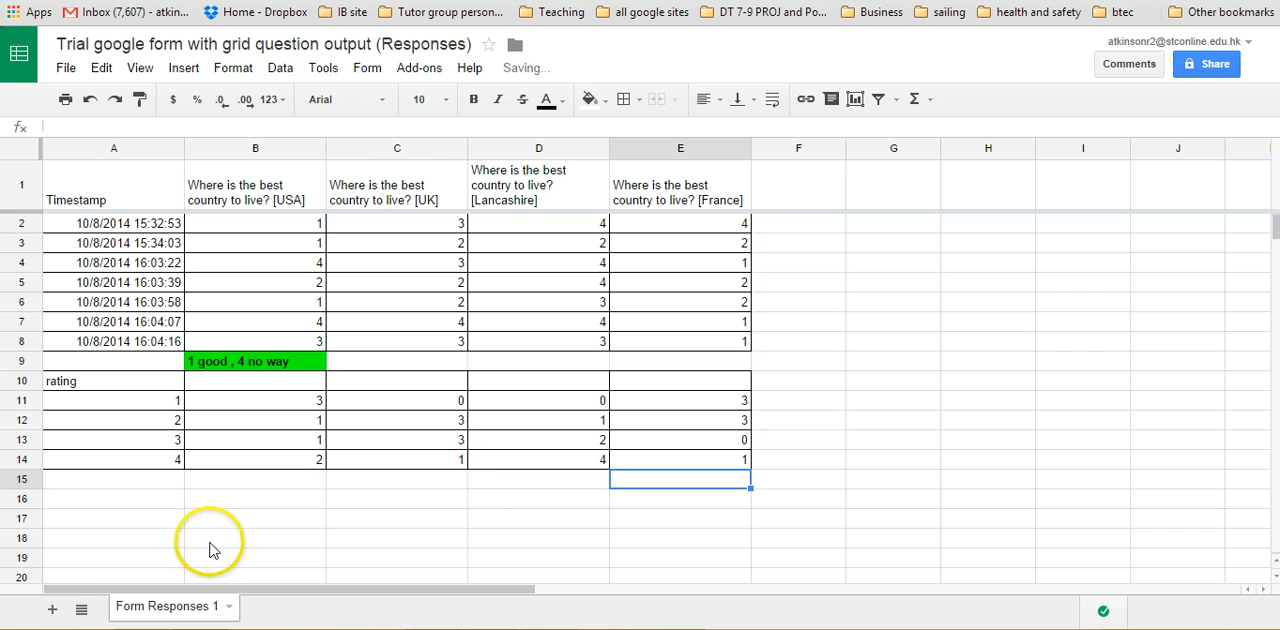 Apps Inbox (7,607) - atkin... Home - Dropbox IB site Tutor group person... Teaching all google sites DT 7-9 PROJ and Po... Business sailing health and safety btec Other bookmarks
Trial google form with grid question output (Responses)
atkinsonr2@stconline.edu.hk
File Edit View Insert Format Data Tools Form Add-ons Help Saving...
Comments Share
$ % .0 .00 123 Arial 10 B I S A Σ
fx
A B C D E F G H I J
1 Timestamp Where is the best country to live? [USA] Where is the best country to live? [UK] Where is the best country to live? [Lancashire] Where is the best country to live? [France]
2 10/8/2014 15:32:53 1 3 4 4
3 10/8/2014 15:34:03 1 2 2 2
4 10/8/2014 16:03:22 4 3 4 1
5 10/8/2014 16:03:39 2 2 4 2
6 10/8/2014 16:03:58 1 2 3 2
7 10/8/2014 16:04:07 4 4 4 1
8 10/8/2014 16:04:16 3 3 3 1
9 1 good , 4 no way
10 rating
11 1 3 0 0 3
12 2 1 3 1 3
13 3 1 3 2 0
14 4 2 1 4 1
15
16
17
18
19
20
Form Responses 1